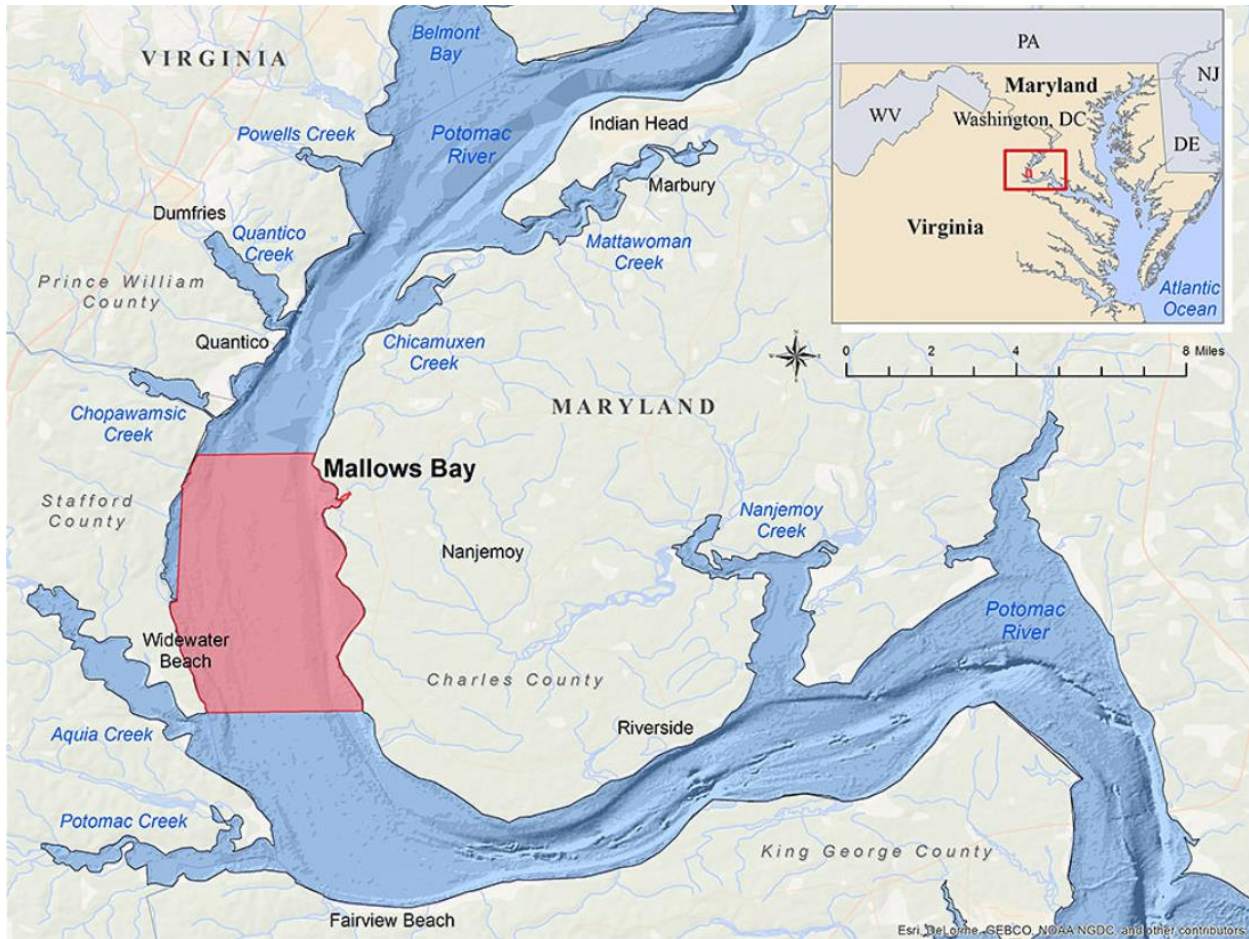 Belmont
Bay
VIRGINIA
Powells Creek
Potomac
River
Indian Head
Marbury
Dumfries
Quantico
Creek
Mattawoman
Creek
Prince William
County
Quantico
Chicamuxen
Creek
Chopawamsic
Creek
MARYLAND
Mallows Bay
Stafford
County
Nanjemoy
Nanjemoy
Creek
Potomac
River
Widewater
Beach
Charles County
Aquia Creek
Riverside
Potomac Creek
King George County
Fairview Beach
PA
Maryland
NJ
WV
Washington, DC
DE
Virginia
Atlantic
Ocean
0 2 4 8 Miles
Esri, DeLorme, GEBCO, NOAA NGDC, and other contributors